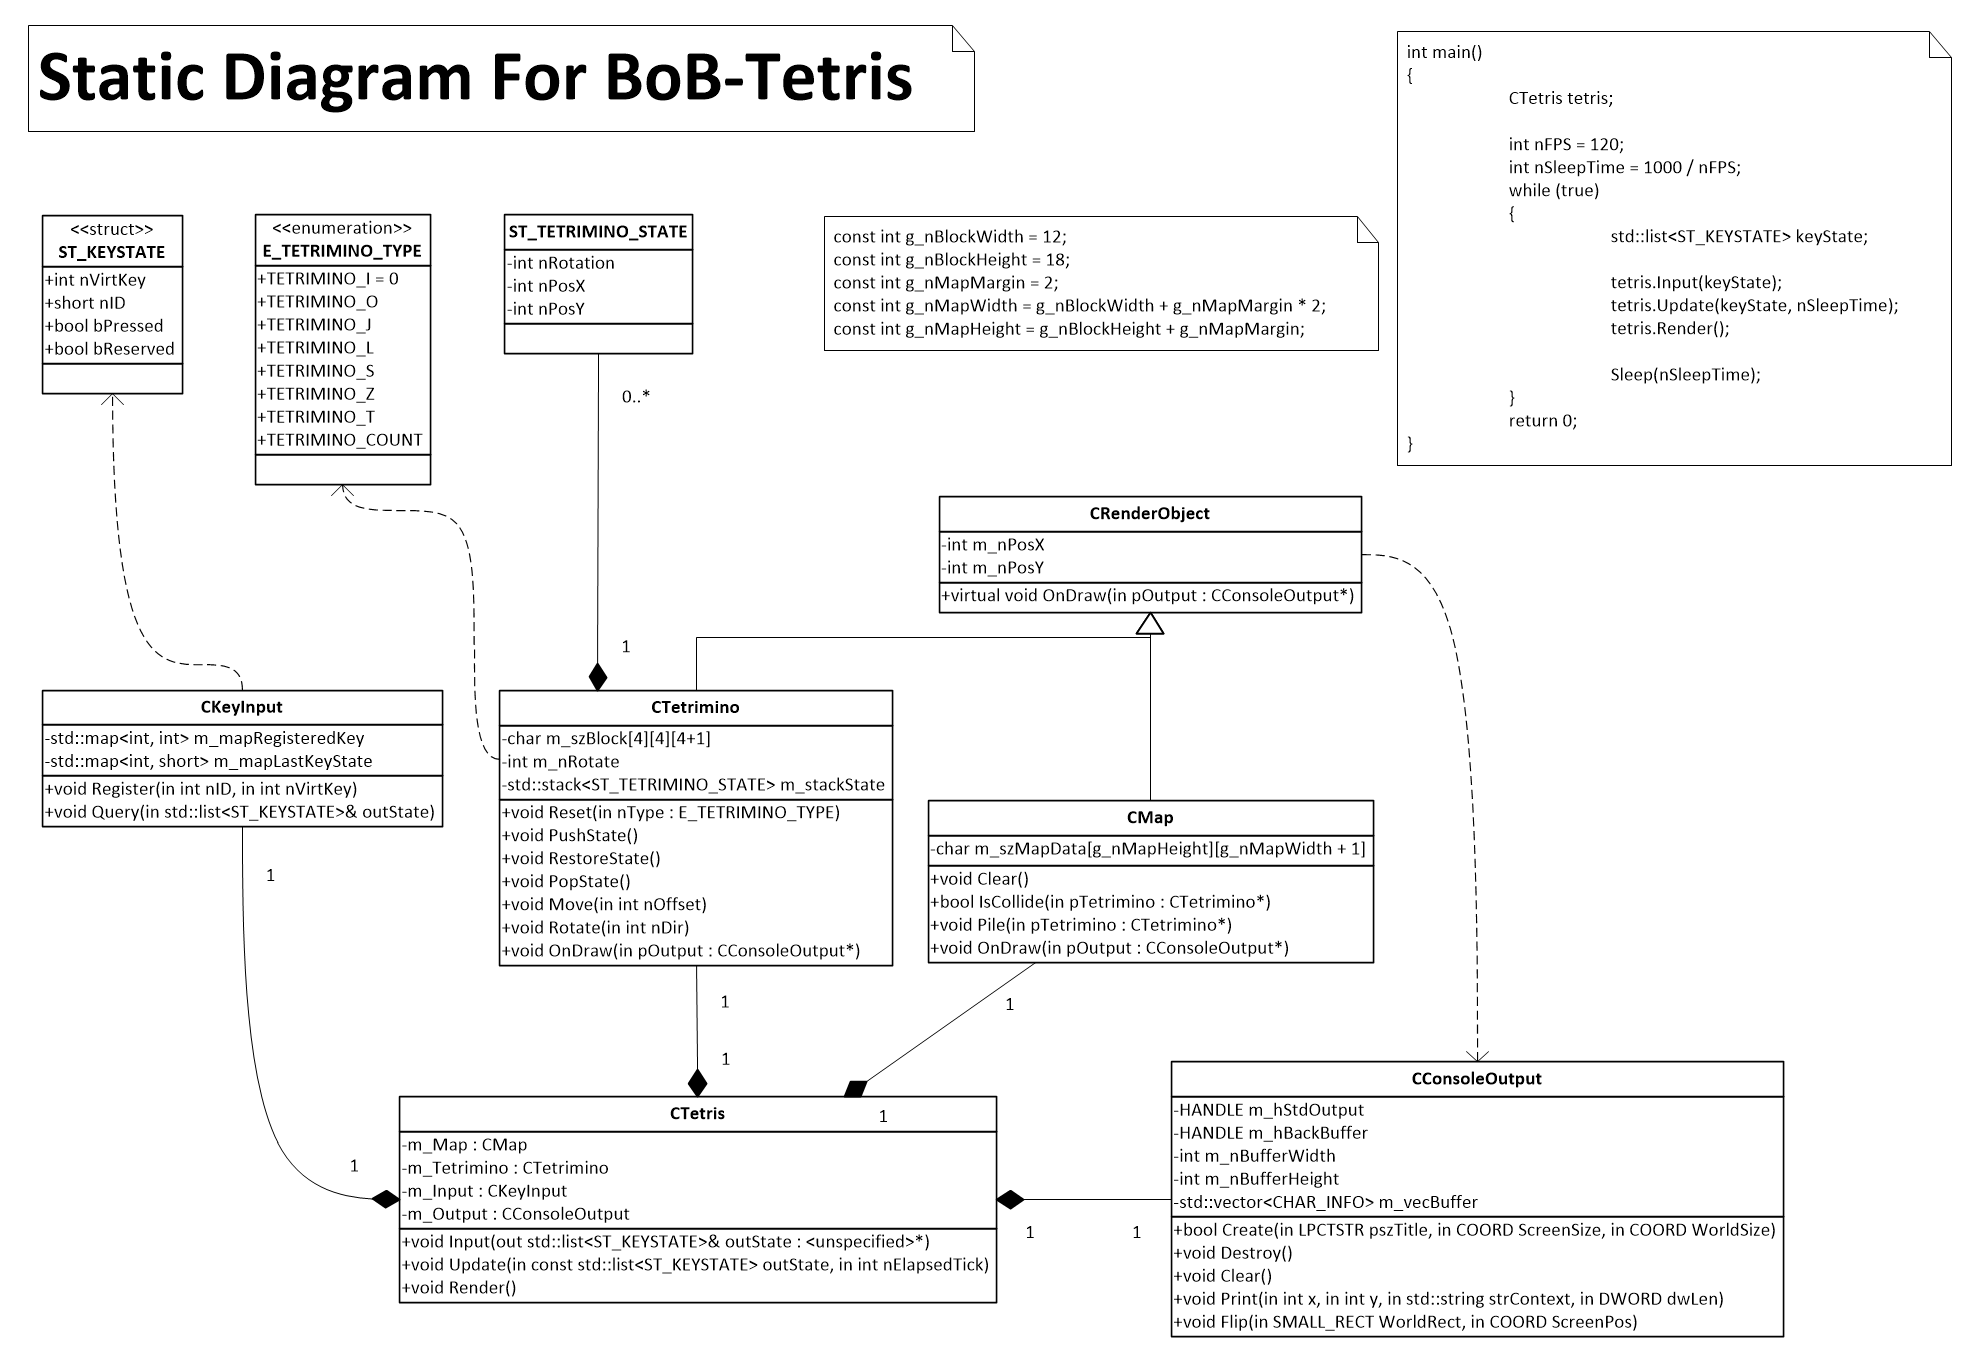 Static Diagram For BoB-Tetris
int main()
{
CTetris tetris;
int nFPS = 120;
int nSleepTime = 1000 / nFPS;
while (true)
{
std::list<ST_KEYSTATE> keyState;
tetris.Input(keyState);
tetris.Update(keyState, nSleepTime);
tetris.Render();
Sleep(nSleepTime);
}
return 0;
}
<<struct>>
ST_KEYSTATE
+int nVirtKey
+short nID
+bool bPressed
+bool bReserved
<<enumeration>>
E_TETRIMINO_TYPE
+TETRIMINO_I = 0
+TETRIMINO_O
+TETRIMINO_J
+TETRIMINO_L
+TETRIMINO_S
+TETRIMINO_Z
+TETRIMINO_T
+TETRIMINO_COUNT
ST_TETRIMINO_STATE
-int nRotation
-int nPosX
-int nPosY
const int g_nBlockWidth = 12;
const int g_nBlockHeight = 18;
const int g_nMapMargin = 2;
const int g_nMapWidth = g_nBlockWidth + g_nMapMargin * 2;
const int g_nMapHeight = g_nBlockHeight + g_nMapMargin;
0..*
1
CRenderObject
-int m_nPosX
-int m_nPosY
+virtual void OnDraw(in pOutput : CConsoleOutput*)
CKeyInput
-std::map<int, int> m_mapRegisteredKey
-std::map<int, short> m_mapLastKeyState
+void Register(in int nID, in int nVirtKey)
+void Query(in std::list<ST_KEYSTATE>& outState)
CTetrimino
-char m_szBlock[4][4][4+1]
-int m_nRotate
-std::stack<ST_TETRIMINO_STATE> m_stackState
+void Reset(in nType : E_TETRIMINO_TYPE)
+void PushState()
+void RestoreState()
+void PopState()
+void Move(in int nOffset)
+void Rotate(in int nDir)
+void OnDraw(in pOutput : CConsoleOutput*)
CMap
-char m_szMapData[g_nMapHeight][g_nMapWidth + 1]
+void Clear()
+bool IsCollide(in pTetrimino : CTetrimino*)
+void Pile(in pTetrimino : CTetrimino*)
+void OnDraw(in pOutput : CConsoleOutput*)
1
1
1
1
1
1
CTetris
-m_Map : CMap
-m_Tetrimino : CTetrimino
-m_Input : CKeyInput
-m_Output : CConsoleOutput
+void Input(out std::list<ST_KEYSTATE>& outState : <unspecified>*)
+void Update(in const std::list<ST_KEYSTATE> outState, in int nElapsedTick)
+void Render()
1
1
CConsoleOutput
-HANDLE m_hStdOutput
-HANDLE m_hBackBuffer
-int m_nBufferWidth
-int m_nBufferHeight
-std::vector<CHAR_INFO> m_vecBuffer
+bool Create(in LPCTSTR pszTitle, in COORD ScreenSize, in COORD WorldSize)
+void Destroy()
+void Clear()
+void Print(in int x, in int y, in std::string strContext, in DWORD dwLen)
+void Flip(in SMALL_RECT WorldRect, in COORD ScreenPos)